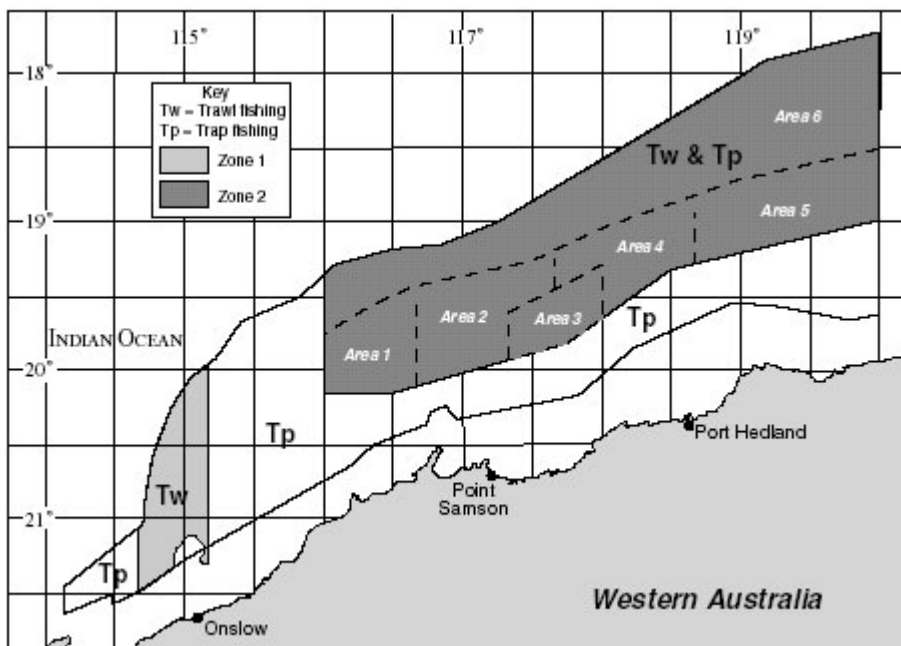 115°
117°
119°
–18°
–19°
–20°
–21°
Key
Tw = Trawl fishing
Tp = Trap fishing
Zone 1
Zone 2
Area 6
Tw & Tp
Area 5
Area 4
Area 3
Area 2
Area 1
Tp
INDIAN OCEAN
Tp
Tw
Tp
Port Hedland
Point
Samson
Onslow
Western Australia